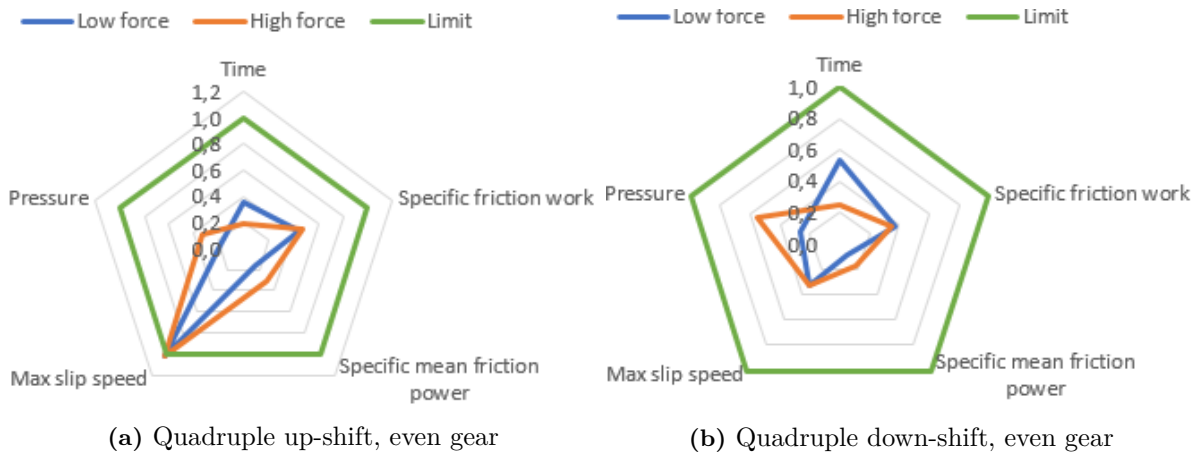 Low force High force Limit
Time
1,2
1,0
0,8
0,6
0,4
0,2
0,0
Pressure
Specific friction work
Max slip speed
Specific mean friction
power
(a) Quadruple up-shift, even gear
Low force High force Limit
Time
1,0
0,8
0,6
0,4
0,2
0,0
Pressure
Specific friction work
Max slip speed
Specific mean friction
power
(b) Quadruple down-shift, even gear